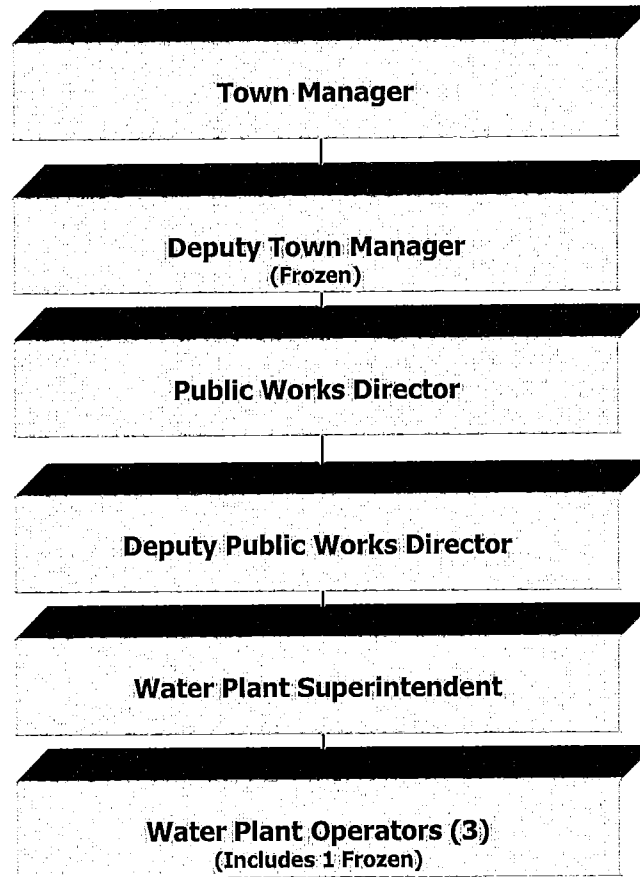 Town Manager
Deputy Town Manager
(Frozen)
Public Works Director
Deputy Public Works Director
Water Plant Superintendent
Water Plant Operators (3)
(Includes 1 Frozen)